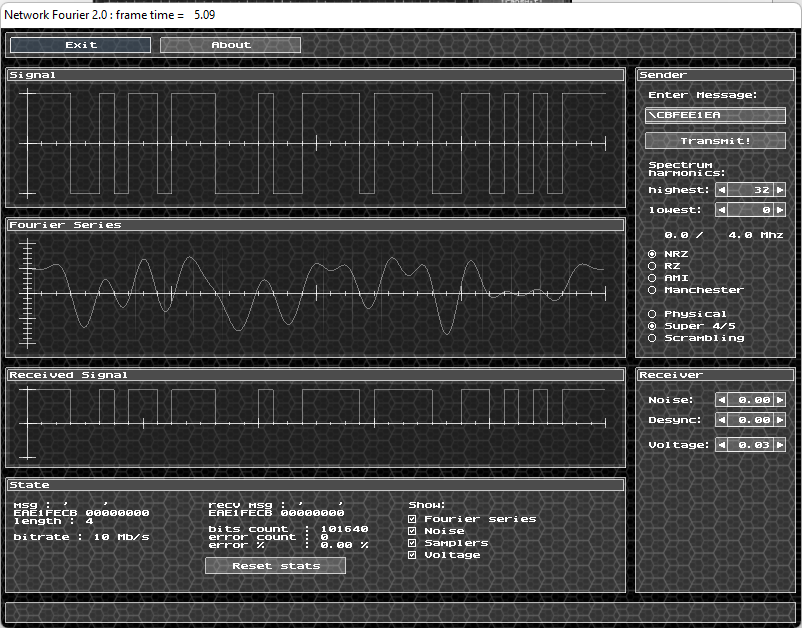 Network Fourier 2.0 : frame time = 5.09
Exit About
Signal
Sender
Enter Message:
\CBFEE1EA
Transmit!
Spectrum
harmonics:
highest: 32
lowest: 0
0.0 / 4.0 Mhz
NRZ
RZ
AMI
Manchester
Physical
Super 4/5
Scrambling
Fourier Series
Received Signal
Receiver
Noise: 0.00
Desync: 0.00
Voltage: 0.03
State
msg : ' '
EAE1FECB 00000000
length : 4
bitrate : 10 Mb/s
recv msg : ' '
EAE1FECB 00000000
bits count : 101640
error count : 0
error % : 0.00 %
Reset stats
Show:
Fourier series
Noise
Samplers
Voltage